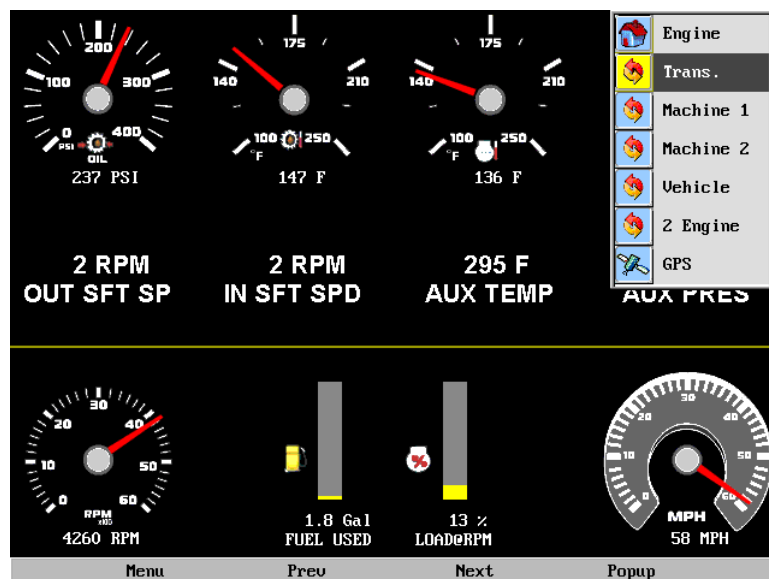 200
100 300
0 400
PSI
OIL
237 PSI
175
140 210
100 250
°F
147 F
175
140 210
100 250
°F
136 F
Engine
Trans.
Machine 1
Machine 2
Vehicle
2 Engine
GPS
2 RPM
OUT SFT SP
2 RPM
IN SFT SPD
295 F
AUX TEMP
AUX PRES
30
20 40
10 50
0 60
RPM
x100
4260 RPM
1.8 Gal
FUEL USED
13 %
LOAD@RPM
30
20 40
10 50
0 60
MPH
58 MPH
Menu Prev Next Popup